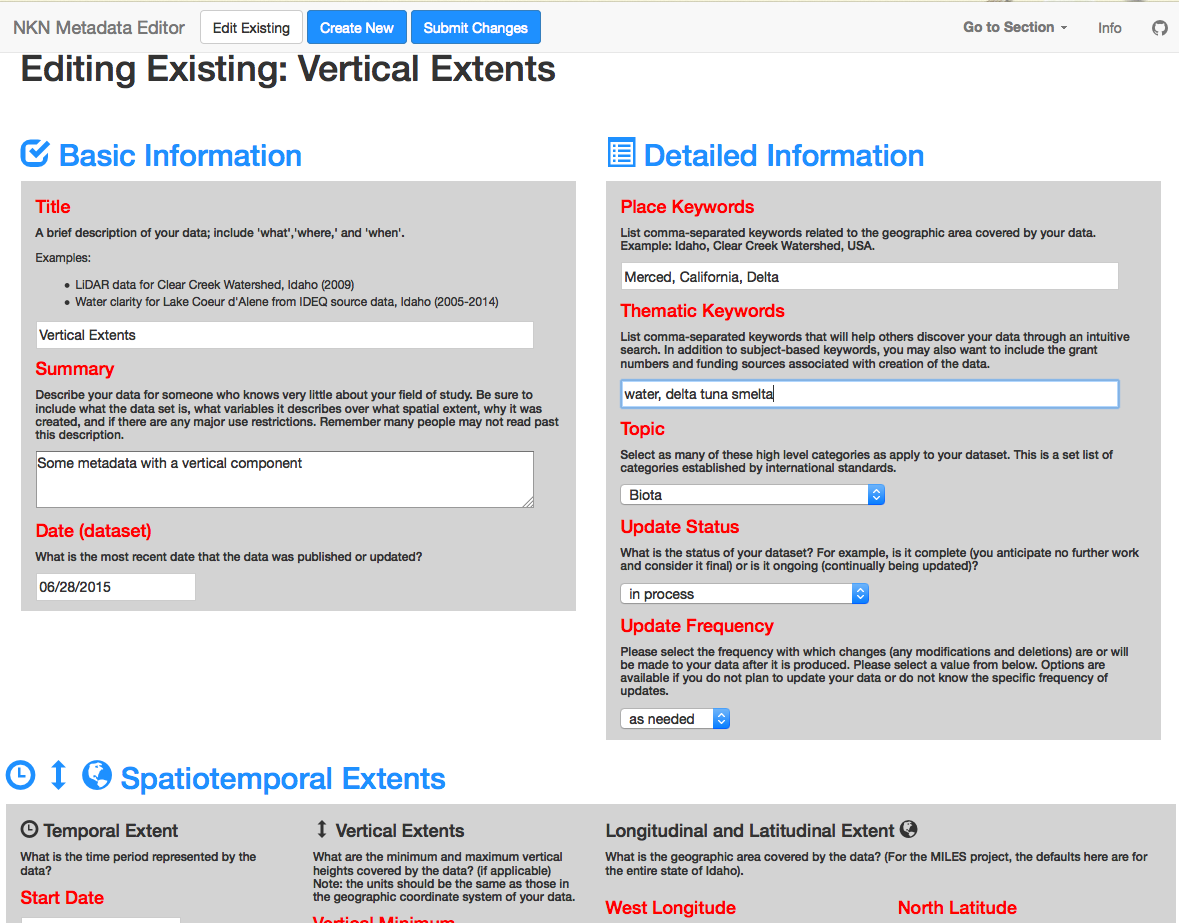 NKN Metadata Editor Edit Existing Create New Submit Changes Go to Section Info
Editing Existing: Vertical Extents
Basic Information
Title
A brief description of your data; include 'what','where,' and 'when'.
Examples:
LiDAR data for Clear Creek Watershed, Idaho (2009)
Water clarity for Lake Coeur d'Alene from IDEQ source data, Idaho (2005-2014)
Vertical Extents
Summary
Describe your data for someone who knows very little about your field of study. Be sure to
include what the data set is, what variables it describes over what spatial extent, why it was
created, and if there are any major use restrictions. Remember many people may not read past
this description.
Some metadata with a vertical component
Date (dataset)
What is the most recent date that the data was published or updated?
06/28/2015
Detailed Information
Place Keywords
List comma-separated keywords related to the geographic area covered by your data.
Example: Idaho, Clear Creek Watershed, USA.
Merced, California, Delta
Thematic Keywords
List comma-separated keywords that will help others discover your data through an intuitive
search. In addition to subject-based keywords, you may also want to include the grant
numbers and funding sources associated with creation of the data.
water, delta tuna smelta
Topic
Select as many of these high level categories as apply to your dataset. This is a set list of
categories established by international standards.
Biota
Update Status
What is the status of your dataset? For example, is it complete (you anticipate no further work
and consider it final) or is it ongoing (continually being updated)?
in process
Update Frequency
Please select the frequency with which changes (any modifications and deletions) are or will
be made to your data after it is produced. Please select a value from below. Options are
available if you do not plan to update your data or do not know the specific frequency of
updates.
as needed
Spatiotemporal Extents
Temporal Extent
What is the time period represented by the
data?
Start Date
Vertical Extents
What are the minimum and maximum vertical
heights covered by the data? (if applicable)
Note: the units should be the same as those in
the geographic coordinate system of your data.
Vertical Minimum
Longitudinal and Latitudinal Extent
What is the geographic area covered by the data? (For the MILES project, the defaults here are for
the entire state of Idaho).
West Longitude North Latitude